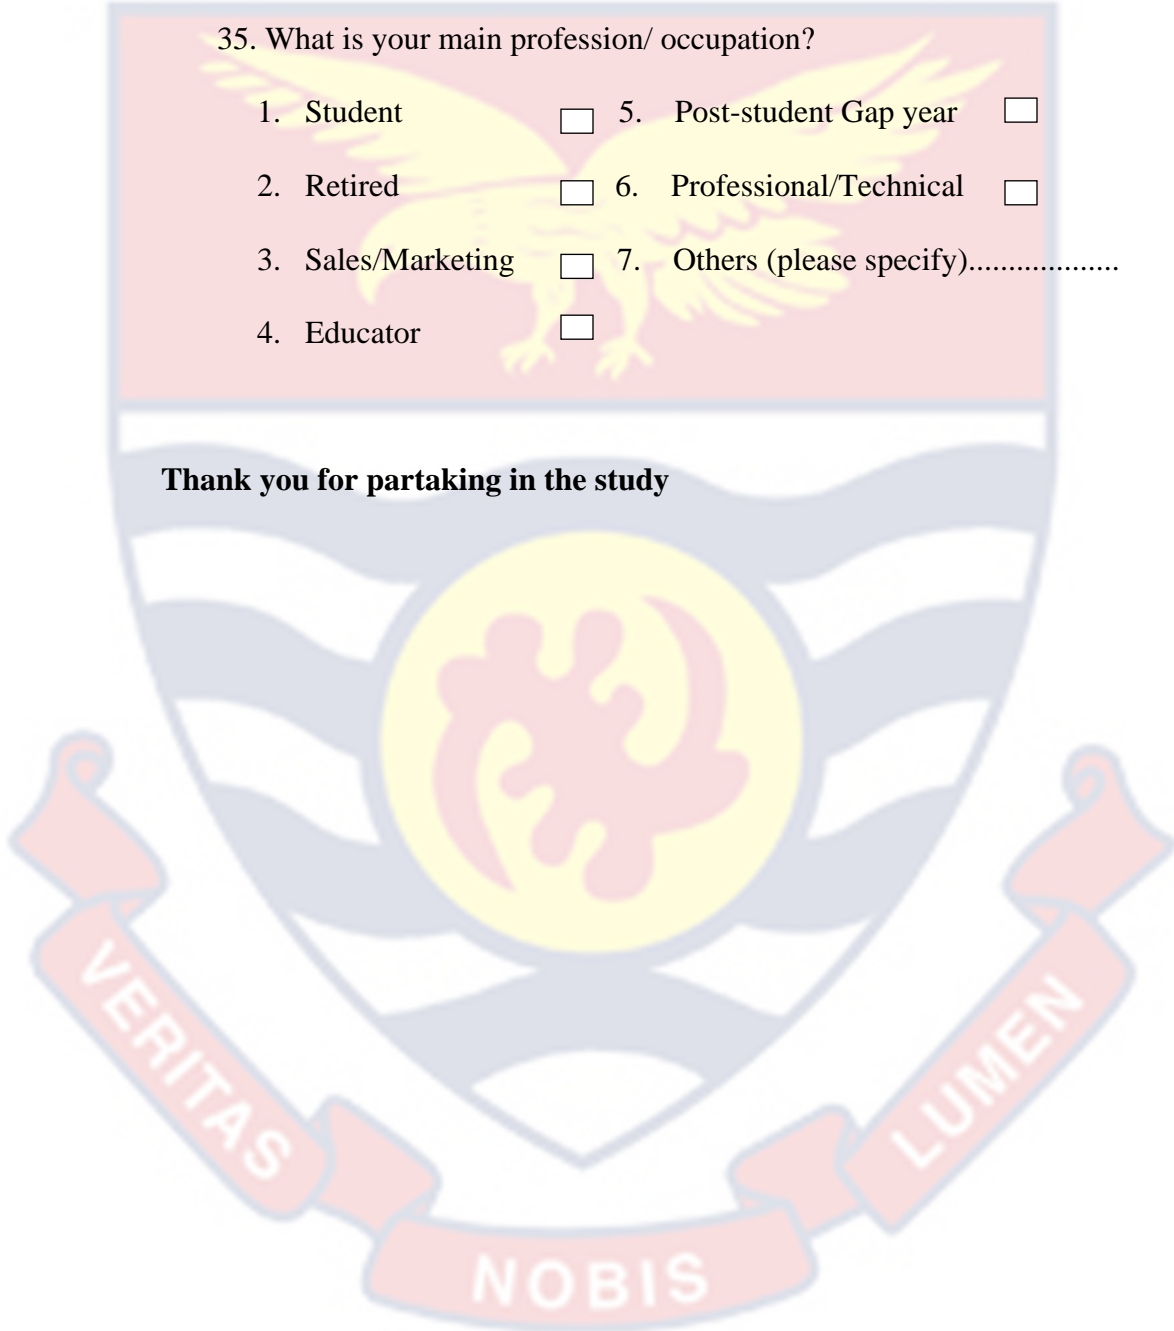 35. What is your main profession/ occupation?
1. Student 5. Post-student Gap year
2. Retired 6. Professional/Technical
3. Sales/Marketing 7. Others (please specify)...................
4. Educator
Thank you for partaking in the study
VERITAS
NOBIS
LUMEN